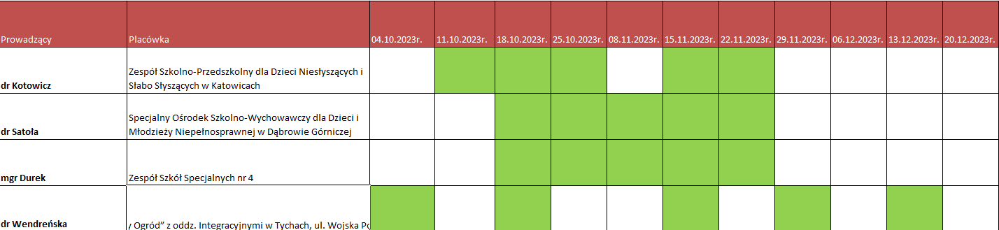 Prowadzący Placówka 04.10.2023r. 11.10.2023r. 18.10.2023r. 25.10.2023r. 08.11.2023r. 15.11.2023r. 22.11.2023r. 29.11.2023r. 06.12.2023r. 13.12.2023r. 20.12.2023r.
Zespół Szkolno-Przedszkolny dla Dzieci Niesłyszących i
dr Kotowicz Słabo Słyszących w Katowicach
Specjalny Ośrodek Szkolno-Wychowawczy dla Dzieci i
dr Satoła Młodzieży Niepełnosprawnej w Dąbrowie Górniczej
mgr Durek Zespół Szkół Specjalnych nr 4
dr Wendreńska y Ogród” z oddz. Integracyjnymi w Tychach, ul. Wojska